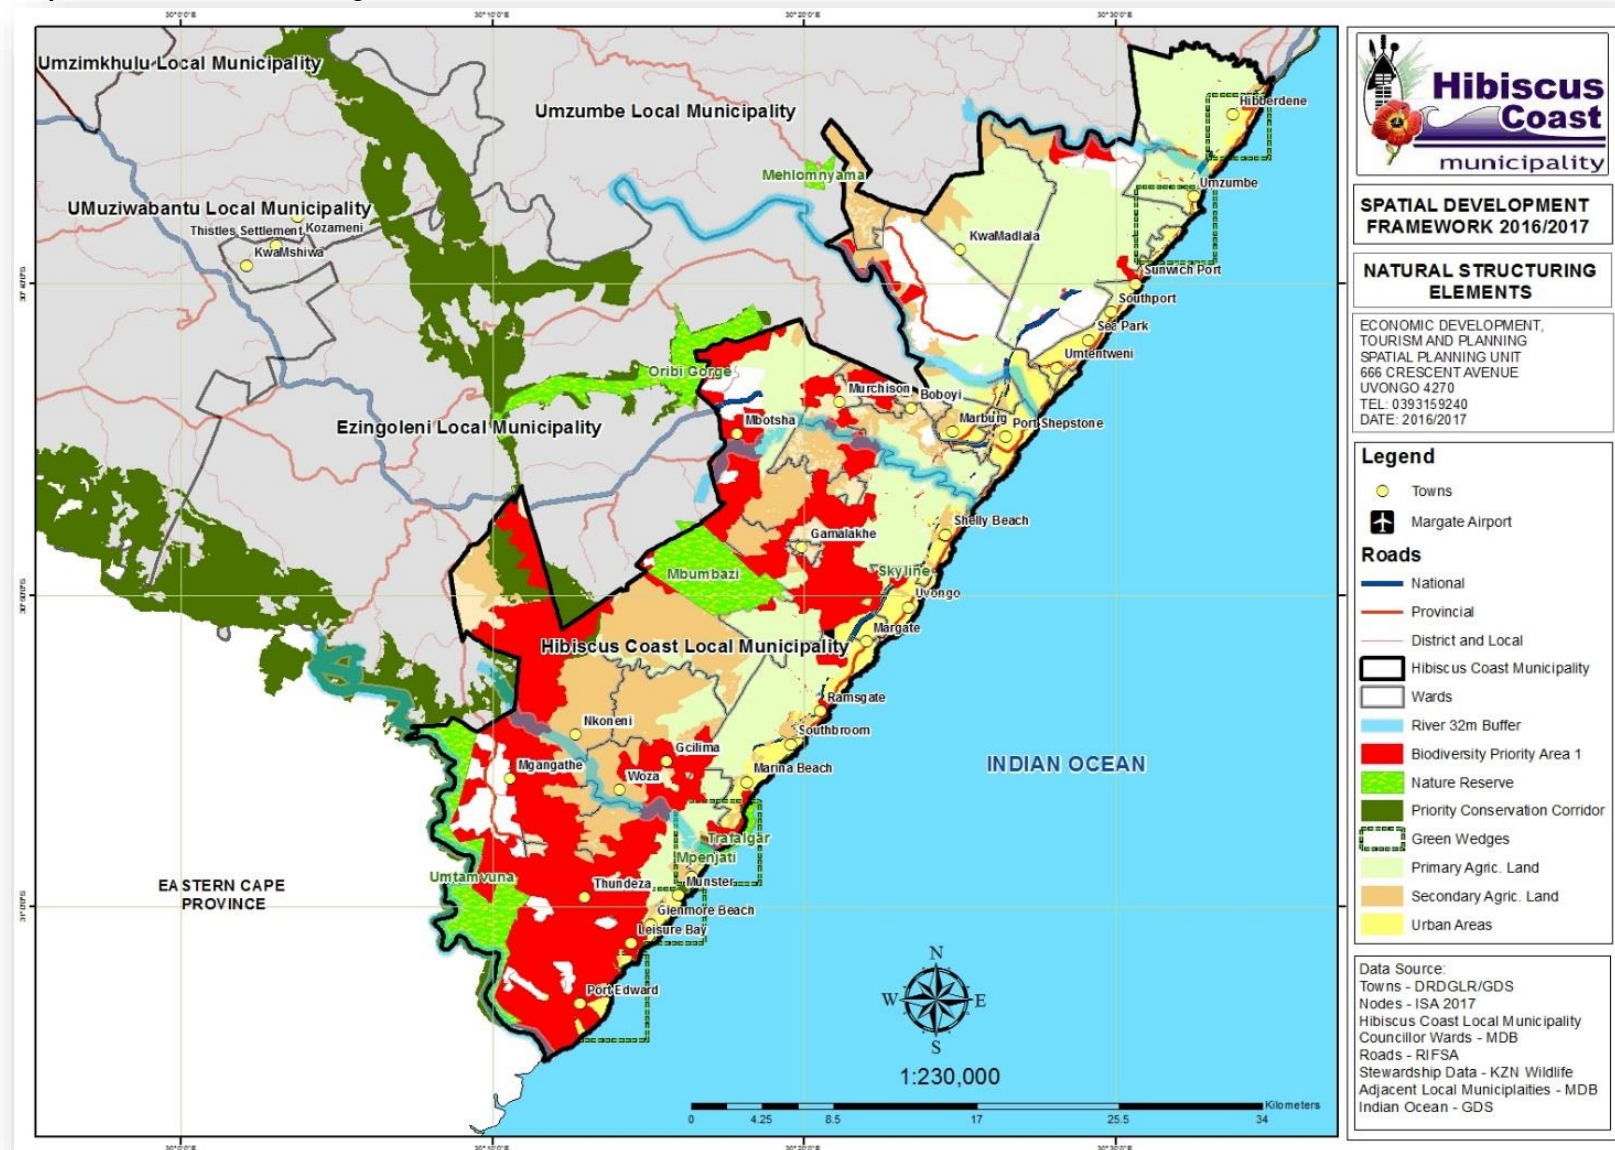 Umzimkhulu Local Municipality
Umzumbe Local Municipality
Hibberdene
Mehlomnyama
Umzumbe
UMuziwabantu Local Municipality
Thistles Settlement
Kozameni
KwaMshiwa
KwaMadlala
Sunwich Port
Southport
Sea Park
Umtentweni
Oribi Gorge
Murchison
Boboyi
Mbotsha
Marburg
Port Shepstone
Ezingoleni Local Municipality
Shelly Beach
Gamalakhe
Mbumbazi
Skyline
Uvongo
Margate
Hibiscus Coast Local Municipality
Ramsgate
Southbroom
Nkoneni
Gcilima
Mgangathe
Woza
Marina Beach
INDIAN OCEAN
Trafalgar
Mpenjati
Umtamvuna
Thundeza
Munster
EASTERN CAPE
PROVINCE
Glenmore Beach
Leisure Bay
Port Edward
N
W
E
S
1:230,000
Kilometers
0
4.25
8.5
17
25.5
34
Hibiscus
Coast
municipality
SPATIAL DEVELOPMENT
FRAMEWORK 2016/2017
NATURAL STRUCTURING
ELEMENTS
ECONOMIC DEVELOPMENT,
TOURISM AND PLANNING
SPATIAL PLANNING UNIT
666 CRESCENT AVENUE
UVONGO 4270
TEL: 0393159240
DATE: 2016/2017
Legend
Towns
Margate Airport
Roads
National
Provincial
District and Local
Hibiscus Coast Municipality
Wards
River 32m Buffer
Biodiversity Priority Area 1
Nature Reserve
Priority Conservation Corridor
Green Wedges
Primary Agric. Land
Secondary Agric. Land
Urban Areas
Data Source:
Towns - DRDGLR/GDS
Nodes - ISA 2017
Hibiscus Coast Local Municipality
Councillor Wards - MDB
Roads - RIFSA
Stewardship Data - KZN Wildlife
Adjacent Local Municiplaities - MDB
Indian Ocean - GDS